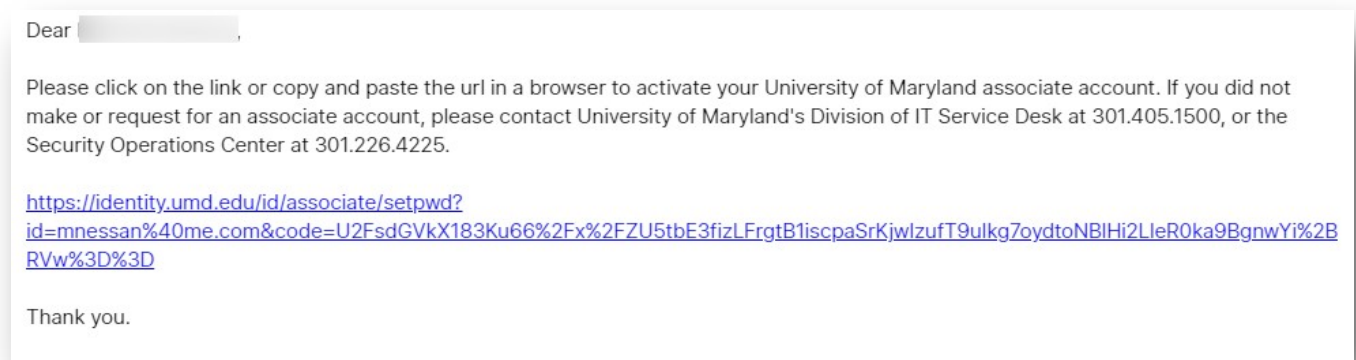 Dear ,
Please click on the link or copy and paste the url in a browser to activate your University of Maryland associate account. If you did not
make or request for an associate account, please contact University of Maryland's Division of IT Service Desk at 301.405.1500, or the
Security Operations Center at 301.226.4225.
https://identity.umd.edu/id/associate/setpwd?
id=mnessan%40me.com&code=U2FsdGVkX183Ku66%2Fx%2FZU5tbE3fizLFrgtB1iscpaSrKjwIzufT9ulkg7oydtoNBIHi2LIeR0ka9BgnwYi%2B
RVw%3D%3D
Thank you.